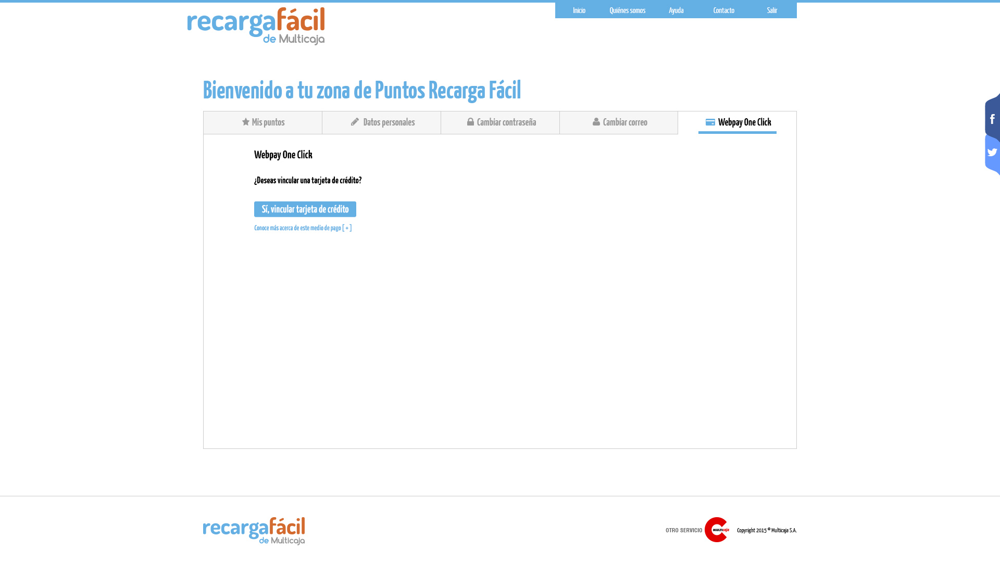 recargafácil
de Multicaja
Inicio
Quiénes somos
Ayuda
Contacto
Salir
Bienvenido a tu zona de Puntos Recarga Fácil
Mis puntos
Datos personales
Cambiar contraseña
Cambiar correo
Webpay One Click
Webpay One Click
¿Deseas vincular una tarjeta de crédito?
Sí, vincular tarjeta de crédito
Conoce más acerca de este medio de pago [ + ]
f
recargafácil
de Multicaja
OTRO SERVICIO
MULTIcaja
Copyright 2015 © Multicaja S.A.